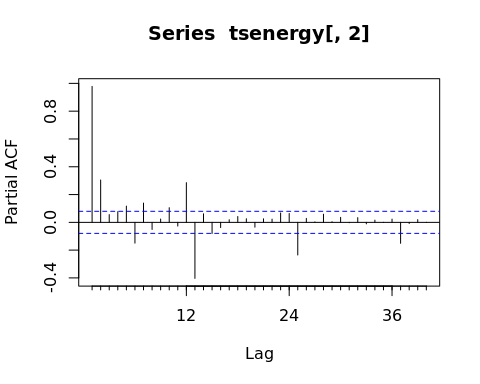 Series  tsenergy[, 2]
Partial ACF
0.8
0.4
0.0
-0.4
12
24
36
Lag